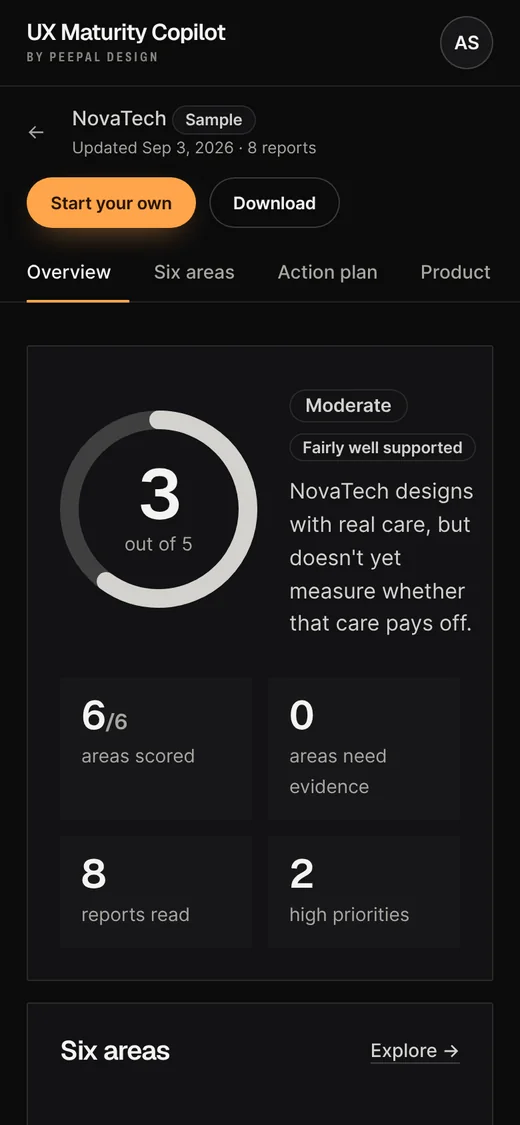 UX Maturity Copilot
BY PEEPAL DESIGN
AS
←
NovaTech Sample
Updated Sep 3, 2026 · 8 reports
Start your own
Download
Overview
Six areas
Action plan
Product
3
out of 5
Moderate
Fairly well supported
NovaTech designs
with real care, but
doesn't yet
measure whether
that care pays off.
6/6
areas scored
0
areas need
evidence
8
reports read
2
high priorities
Six areas
Explore →